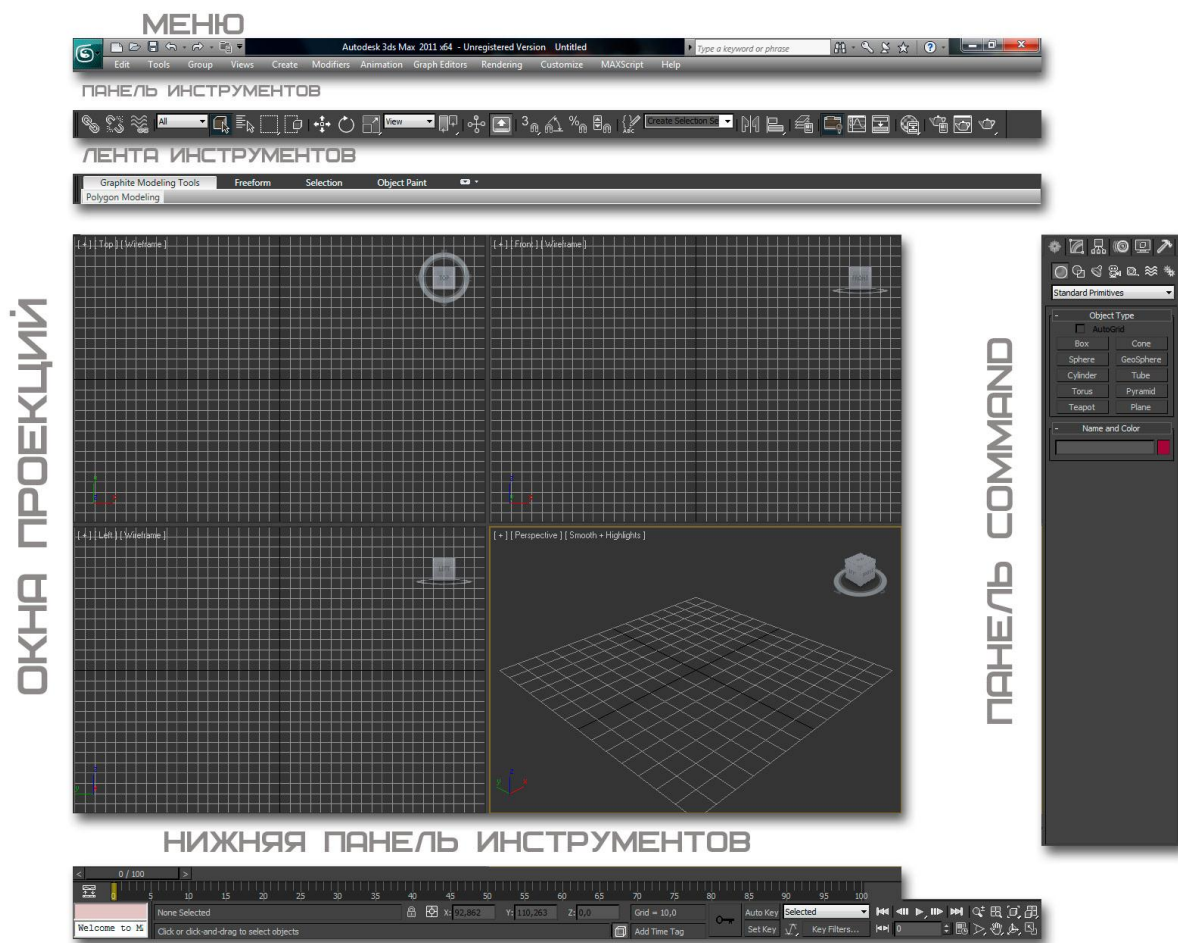 МЕНЮ
Autodesk 3ds Max 2011 x64 - Unregistered Version Untitled
Type a keyword or phrase
Edit Tools Group Views Create Modifiers Animation Graph Editors Rendering Customize MAXScript Help
ПАНЕЛЬ ИНСТРУМЕНТОВ
All View 3 Create Selection Se
ЛЕНТА ИНСТРУМЕНТОВ
Graphite Modeling Tools Freeform Selection Object Paint
Polygon Modeling
ОКНА ПРОЕКЦИЙ
[ + ] [ Top ] [ Wireframe ]
TOP
[ + ] [ Front ] [ Wireframe ]
FRONT
[ + ] [ Left ] [ Wireframe ]
LEFT
[ + ] [ Perspective ] [ Smooth + Highlights ]
z
y x
ПАНЕЛЬ COMMAND
Standard Primitives
- Object Type
AutoGrid
Box Cone
Sphere GeoSphere
Cylinder Tube
Torus Pyramid
Teapot Plane
- Name and Color
НИЖНЯЯ ПАНЕЛЬ ИНСТРУМЕНТОВ
< 0 / 100 >
0 5 10 15 20 25 30 35 40 45 50 55 60 65 70 75 80 85 90 95 100
None Selected X: 92,862 Y: 110,263 Z: 0,0 Grid = 10,0 Auto Key Selected
Welcome to M Click or click-and-drag to select objects Add Time Tag Set Key Key Filters... 0